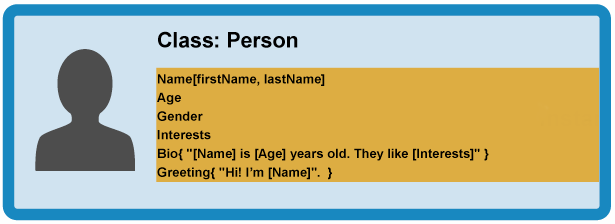 Class: Person
Name[firstName, lastName]
Age
Gender
Interests
Bio{ "[Name] is [Age] years old. They like [Interests]" }
Greeting{ "Hi! I’m [Name]".  }